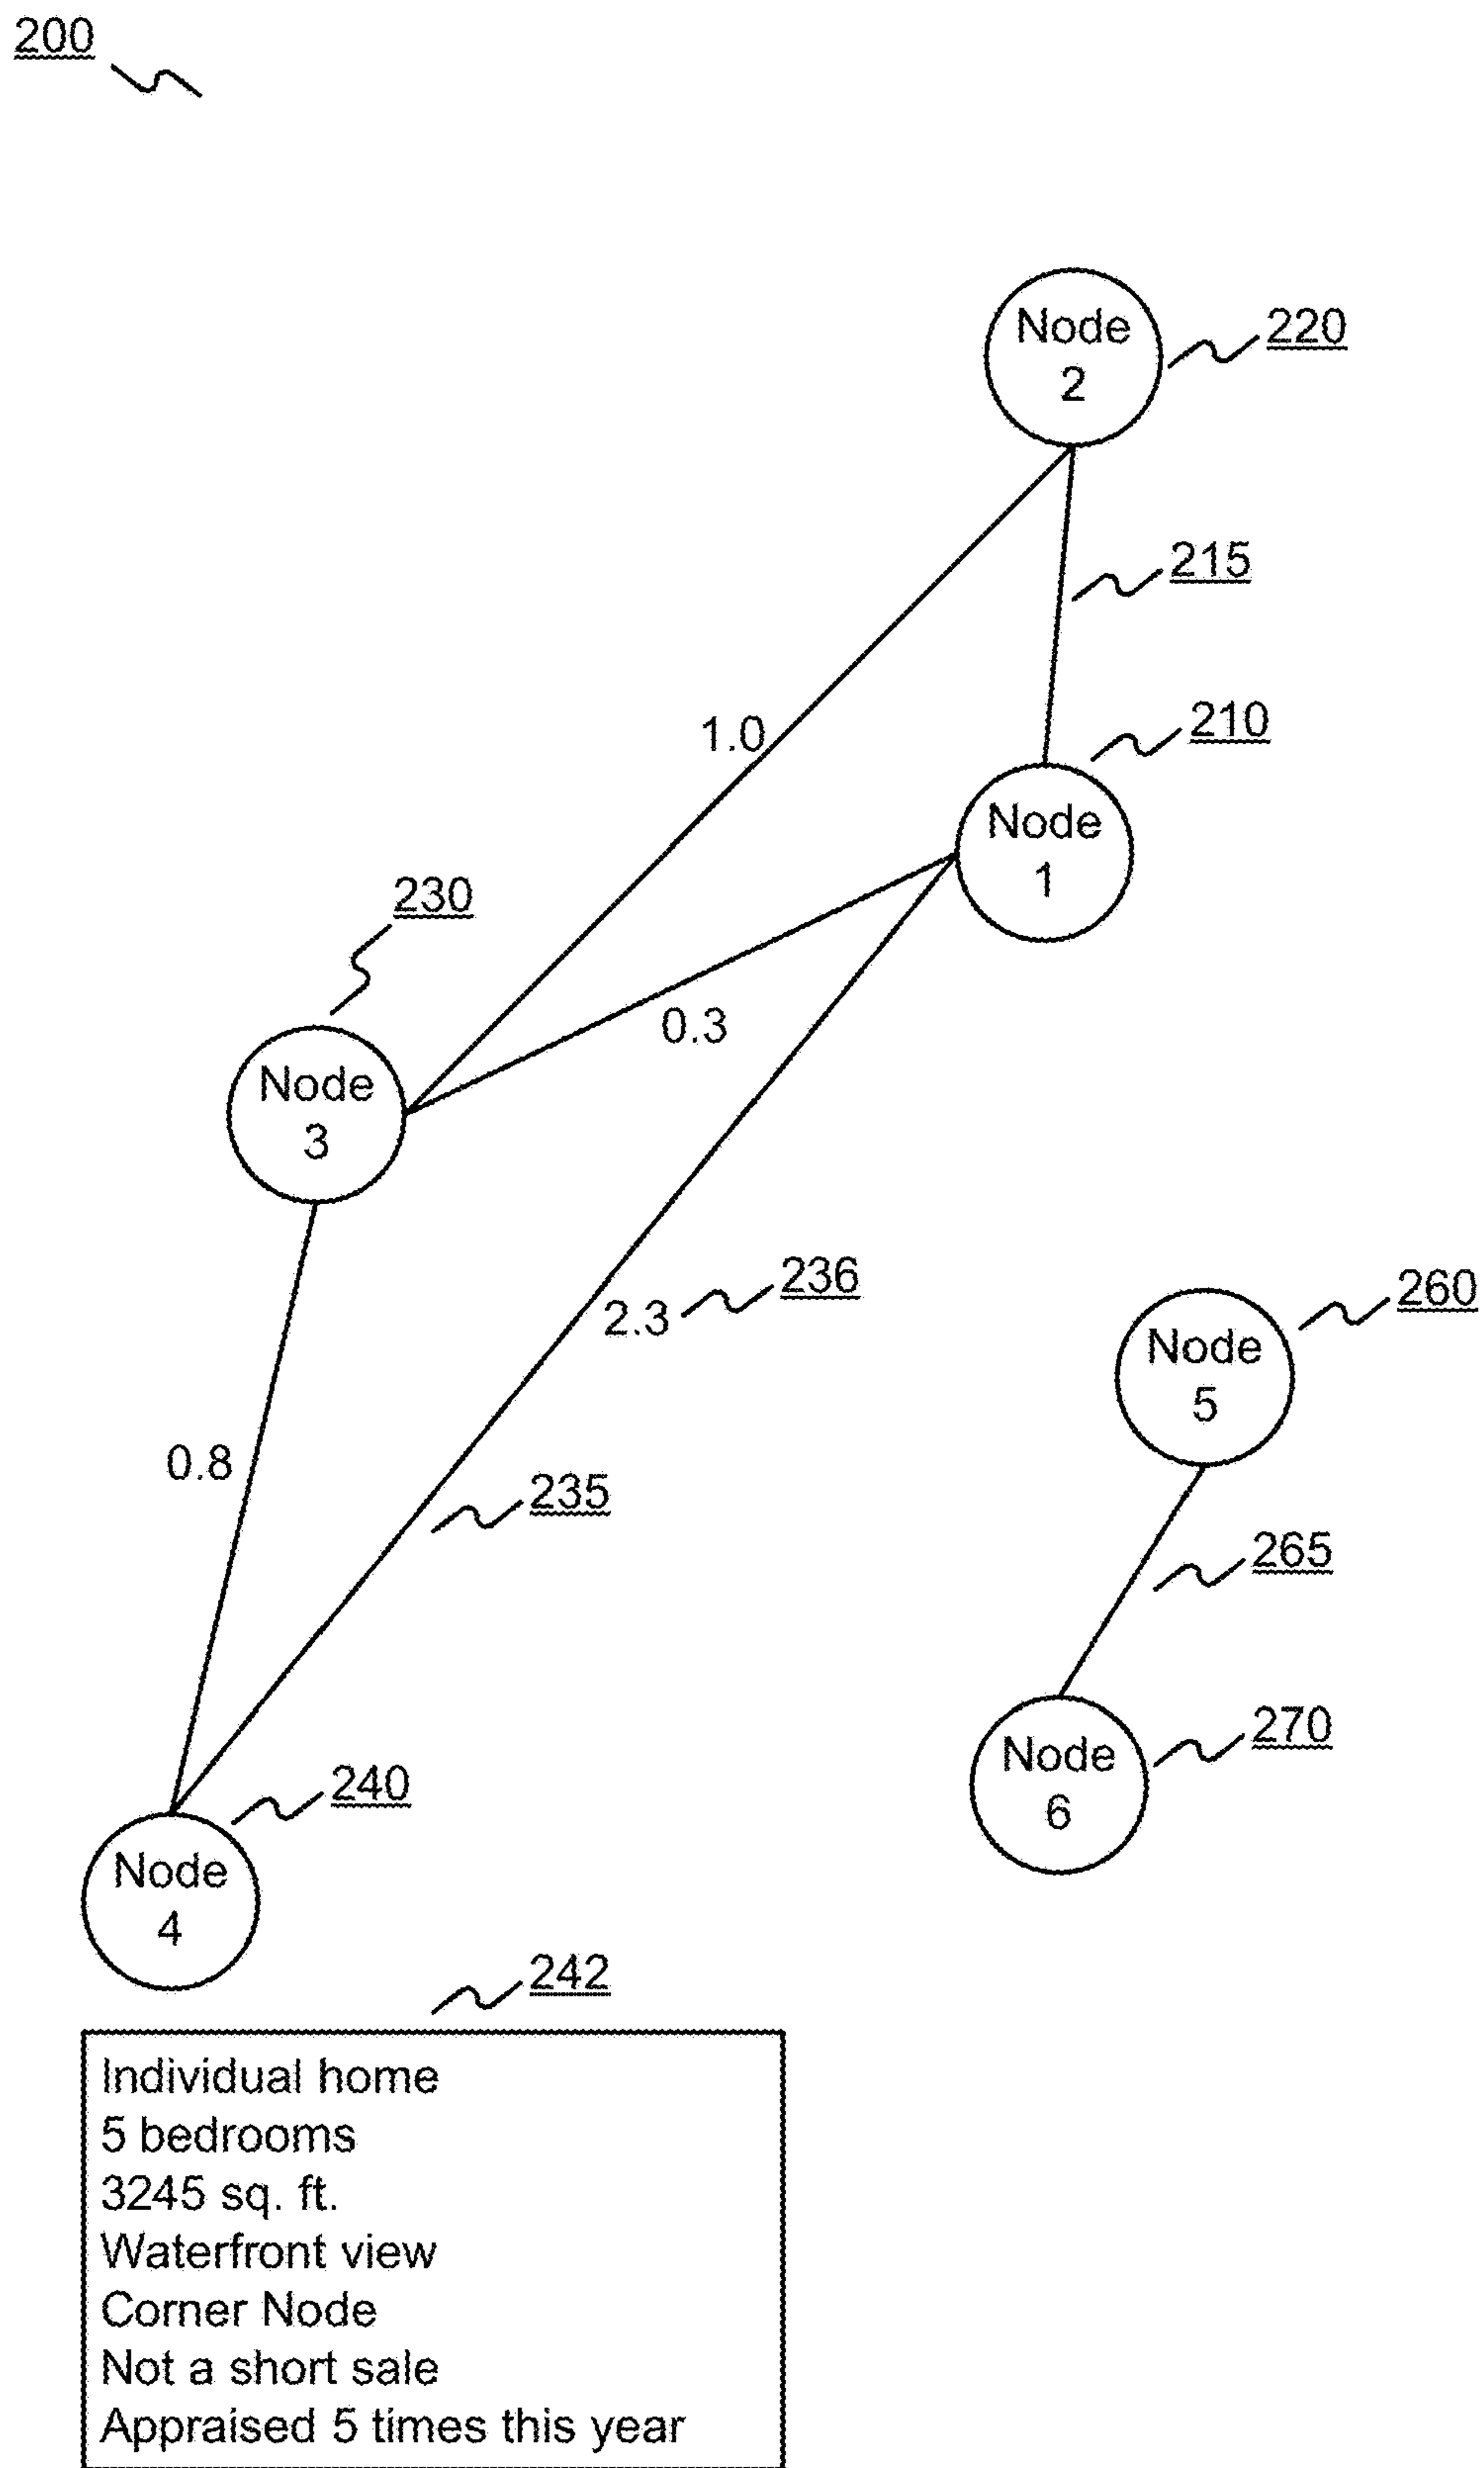 200
Node
2
220
215
210
1.0
Node
1
230
0.3
Node
3
236
2.3
260
Node
5
0.8
235
265
270
Node
6
240
Node
4
242
Individual home
5 bedrooms
3245 sq. ft.
Waterfront view
Corner Node
Not a short sale
Appraised 5 times this year